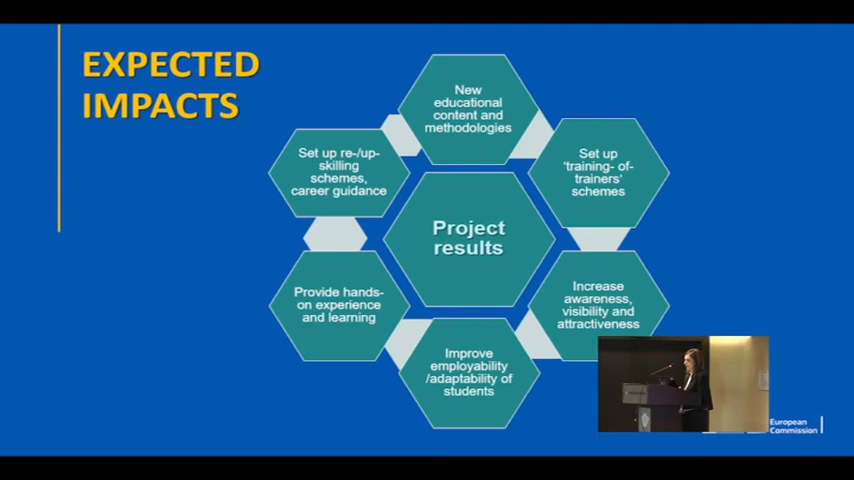 EXPECTED
IMPACTS
New
educational
content and
methodologies
Set up
'training- of-
trainers'
schemes
Increase
awareness,
visibility and
attractiveness
Improve
employability
/adaptability of
students
Provide hands-
on experience
and learning
Set up re-/up-
skilling
schemes,
career guidance
Project
results
European
Commission